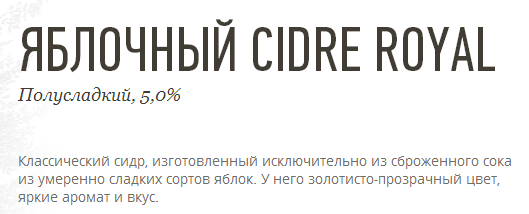 ЯБЛОЧНЫЙ CIDRE ROYAL
Полусладкий, 5,0%
Классический сидр, изготовленный исключительно из сброженного сока
из умеренно сладких сортов яблок. У него золотисто-прозрачный цвет,
яркие аромат и вкус.